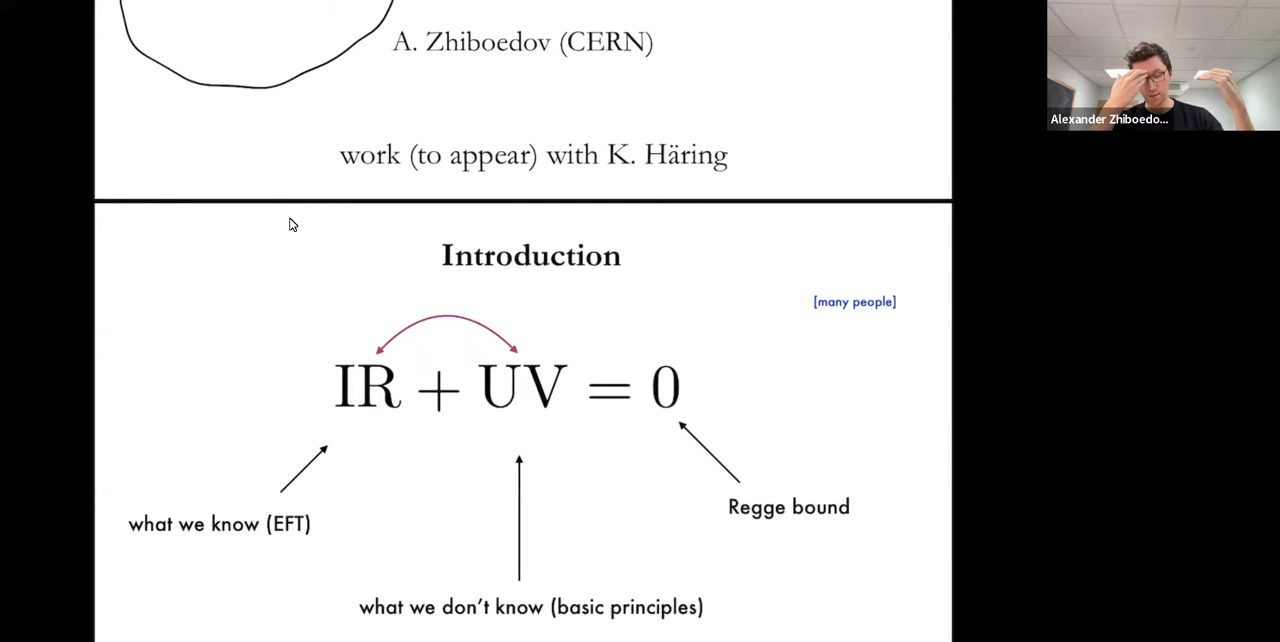 A. Zhiboedov (CERN)
Alexander Zhiboedo...
work (to appear) with K. Häring
Introduction
[many people]
IR + UV = 0
Regge bound
what we know (EFT)
what we don't know (basic principles)